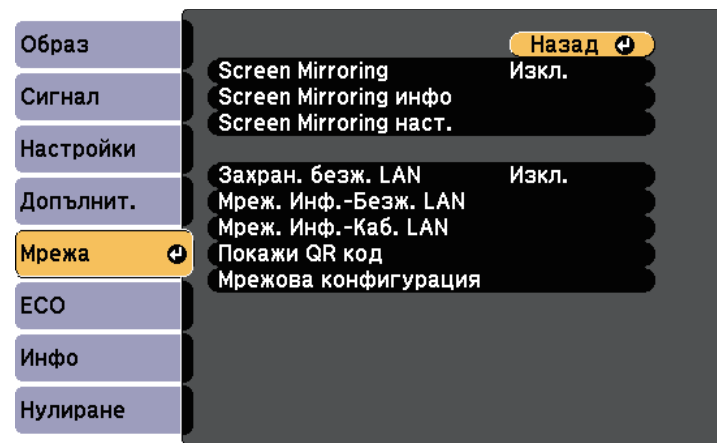 Образ
Сигнал
Настройки
Допълнит.
Мрежа
ECO
Инфо
Нулиране
Назад
Screen Mirroring Изкл.
Screen Mirroring инфо
Screen Mirroring наст.
Захран. безж. LAN Изкл.
Мреж. Инф.-Безж. LAN
Мреж. Инф.-Каб. LAN
Покажи QR код
Мрежова конфигурация